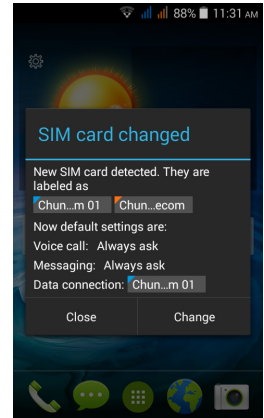 88% 11:31 AM
SIM card changed
New SIM card detected. They are
labeled as
Chun...m 01 Chun...ecom
Now default settings are:
Voice call: Always ask
Messaging: Always ask
Data connection: Chun...m 01
Close Change